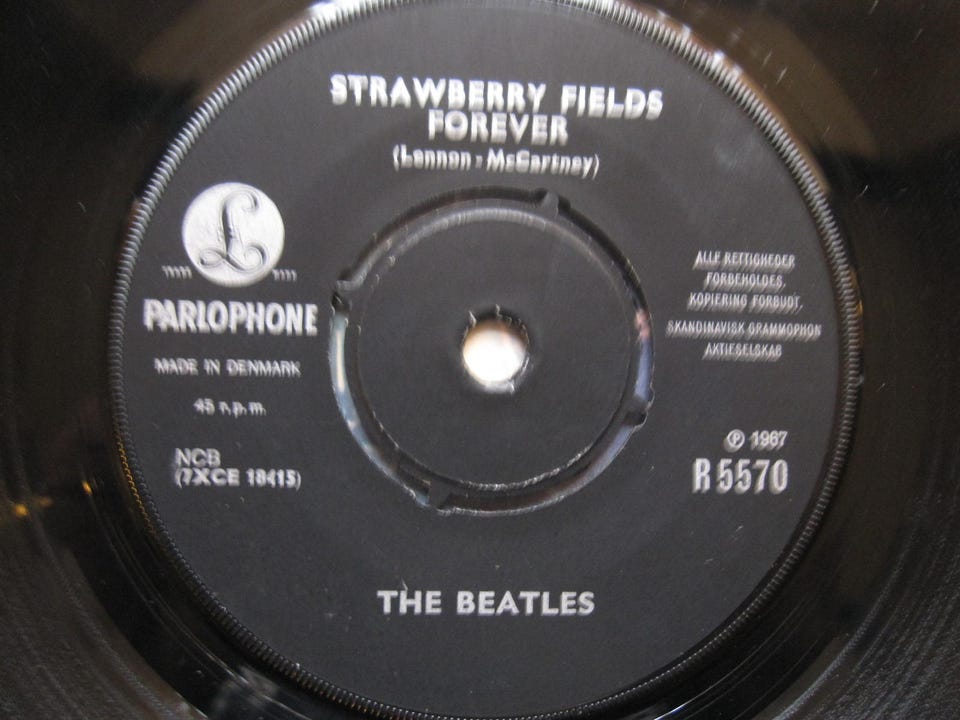 STRAWBERRY FIELDS
FOREVER
(Lennon - McCartney)
£
PARLOPHONE
MADE IN DENMARK
45 r.p.m.
NCB
(7XCE 18415)
ALLE RETTIGHEDER
FORBEHOLDES.
KOPIERING FORBUDT.
SKANDINAVISK GRAMMOPHON
AKTIESELSKAB
℗ 1967
R 5570
THE BEATLES